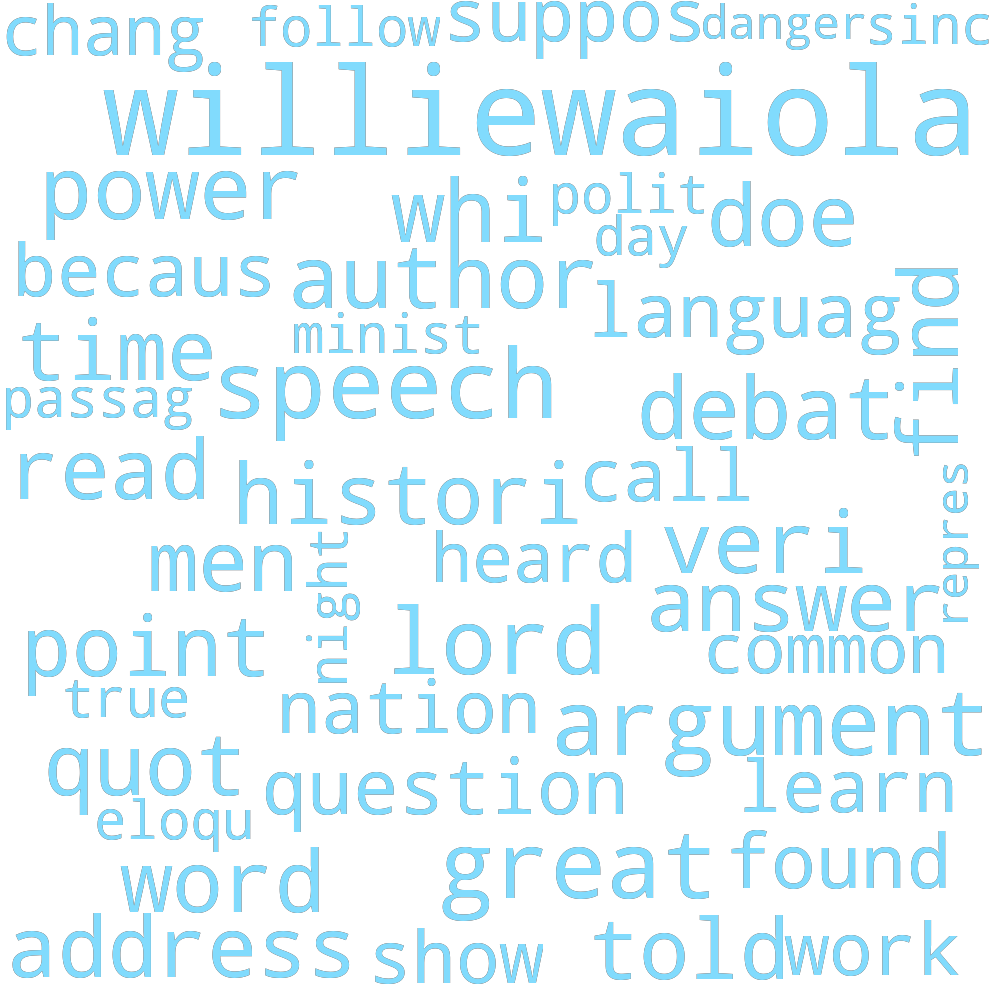 chang follow suppos dangers sinc
williewaiola
power whi polit doe
day
becaus author languag find
time minist
passag speech debat
read histori call
men night heard veri repres
answer
point lord common
true nation argument
quot question learn
eloqu
word great found
address show told work